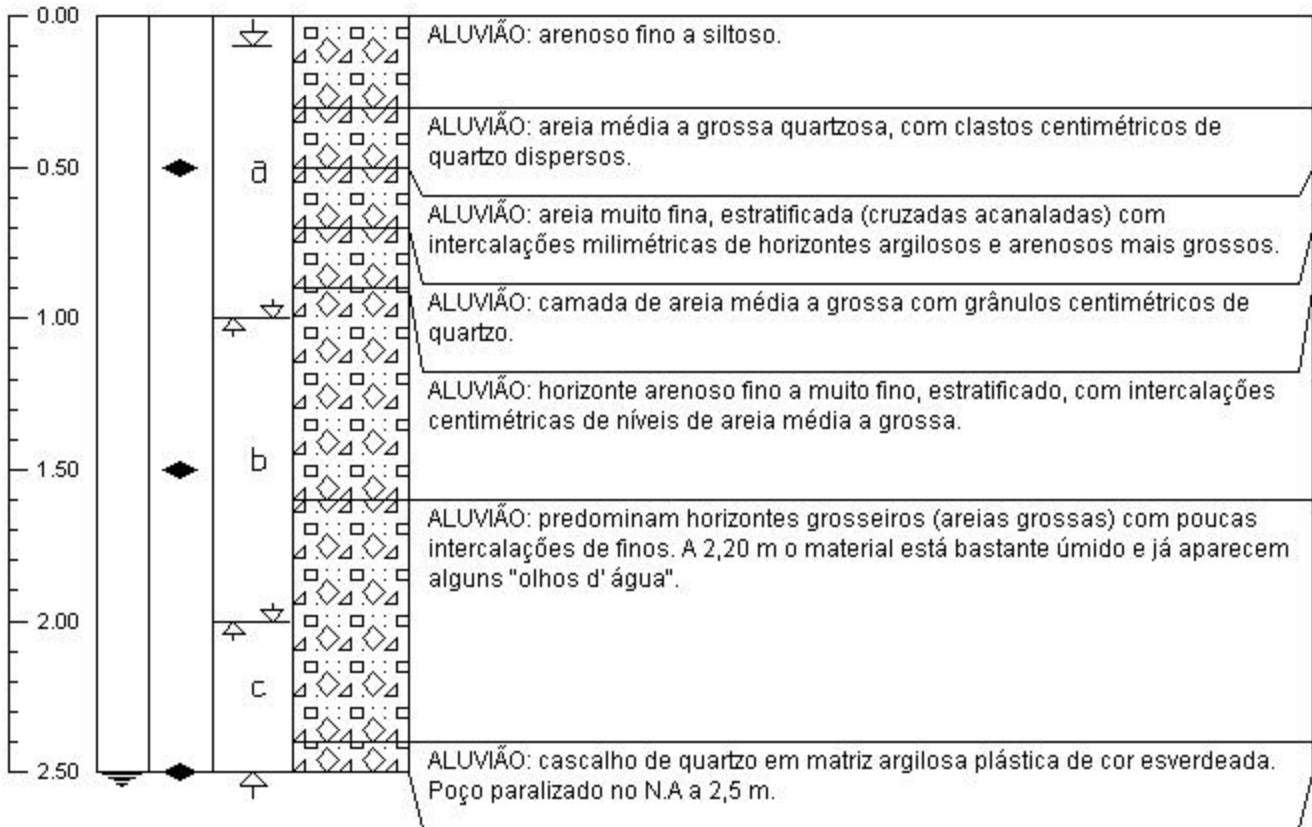 0.00
ALUVIÃO: arenoso fino a siltoso.
ALUVIÃO: areia média a grossa quartzosa, com clastos centimétricos de
quartzo dispersos.
0.50
a
ALUVIÃO: areia muito fina, estratificada (cruzadas acanaladas) com
intercalações milimétricas de horizontes argilosos e arenosos mais grossos.
1.00
ALUVIÃO: camada de areia média a grossa com grânulos centimétricos de
quartzo.
ALUVIÃO: horizonte arenoso fino a muito fino, estratificado, com intercalações
centimétricas de níveis de areia média a grossa.
1.50
b
ALUVIÃO: predominam horizontes grosseiros (areias grossas) com poucas
intercalações de finos. A 2,20 m o material está bastante úmido e já aparecem
alguns "olhos d' água".
2.00
c
2.50
ALUVIÃO: cascalho de quartzo em matriz argilosa plástica de cor esverdeada.
Poço paralizado no N.A a 2,5 m.